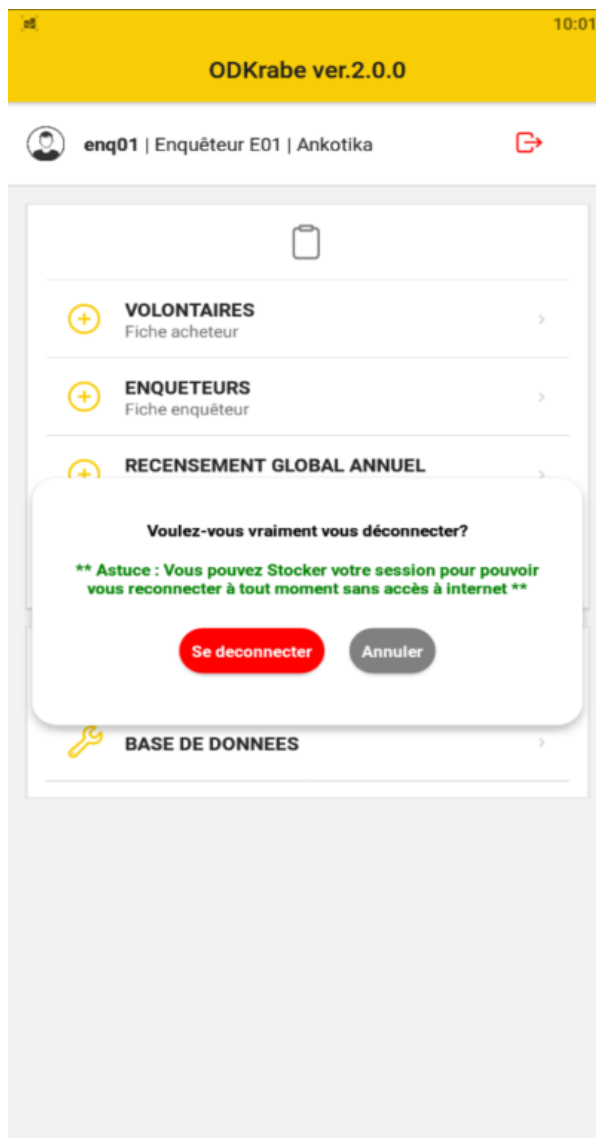 10:01
ODKrabe ver.2.0.0
enq01 | Enquêteur E01 | Ankotika
VOLONTAIRES
Fiche acheteur
ENQUETEURS
Fiche enquêteur
RECENSEMENT GLOBAL ANNUEL
Voulez-vous vraiment vous déconnecter?
** Astuce : Vous pouvez Stocker votre session pour pouvoir
vous reconnecter à tout moment sans accès à internet **
Se deconnecter
Annuler
BASE DE DONNEES